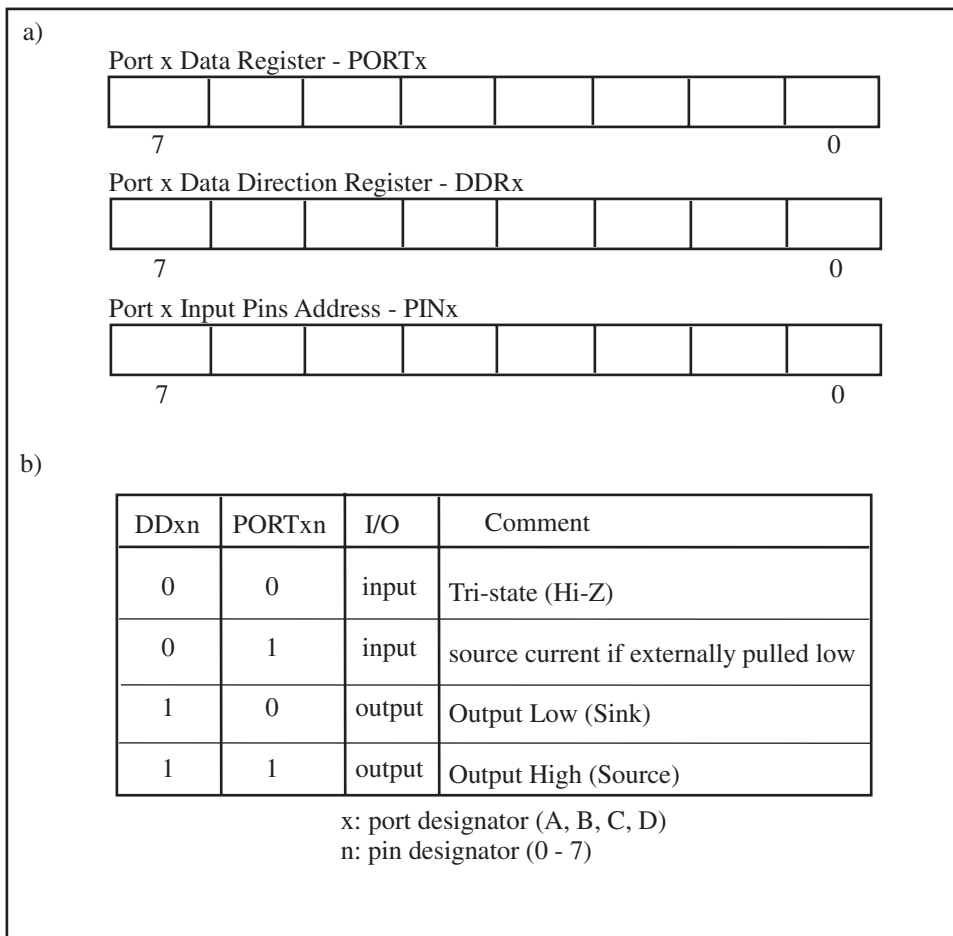 a)
Port x Data Register - PORTx
7 0
Port x Data Direction Register - DDRx
7 0
Port x Input Pins Address - PINx
7 0
b)
DDxn PORTxn I/O Comment
0 0 input Tri-state (Hi-Z)
0 1 input source current if externally pulled low
1 0 output Output Low (Sink)
1 1 output Output High (Source)
x: port designator (A, B, C, D)
n: pin designator (0 - 7)